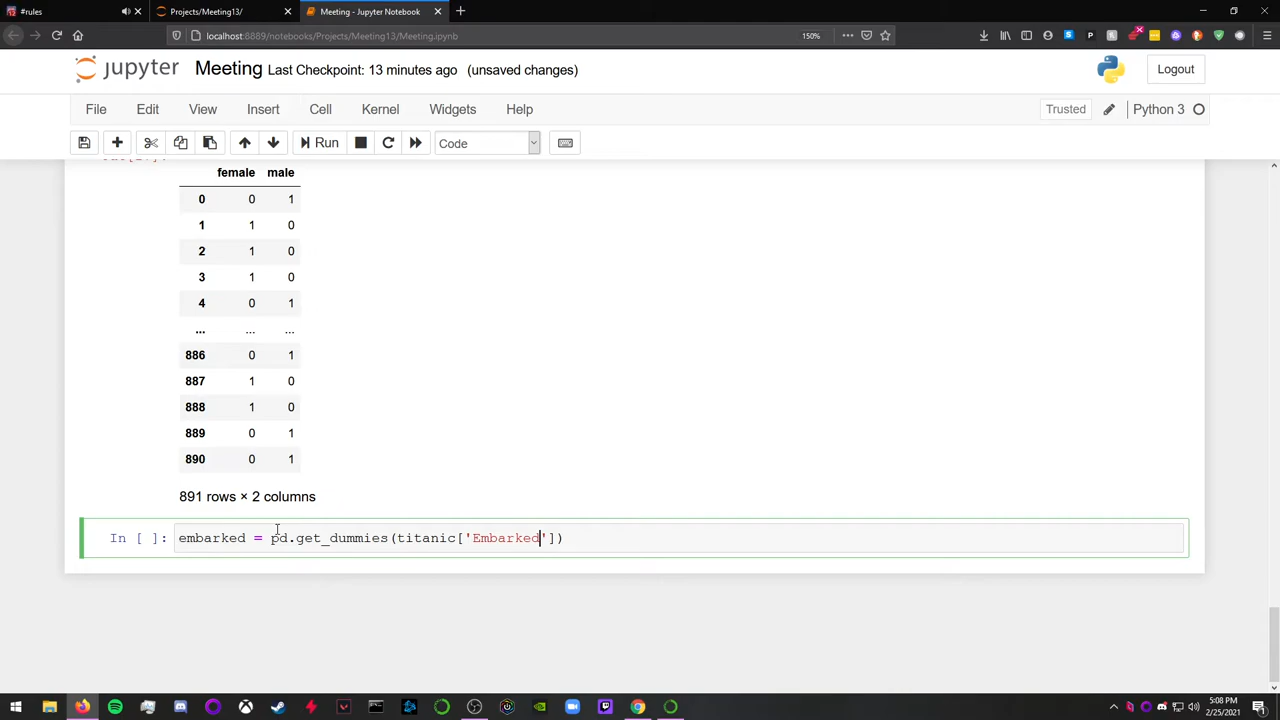 #rules
Projects/Meeting13/
Meeting - Jupyter Notebook
localhost:8889/notebooks/Projects/Meeting13/Meeting.ipynb
150%
jupyter Meeting Last Checkpoint: 13 minutes ago (unsaved changes)
Logout
File Edit View Insert Cell Kernel Widgets Help
Trusted
Python 3
Run
Code
female male
0 0 1
1 1 0
2 1 0
3 1 0
4 0 1
... ... ...
886 0 1
887 1 0
888 1 0
889 0 1
890 0 1
891 rows × 2 columns
In [ ]: embarked = pd.get_dummies(titanic['Embarked'])
5:08 PM
2/25/2021